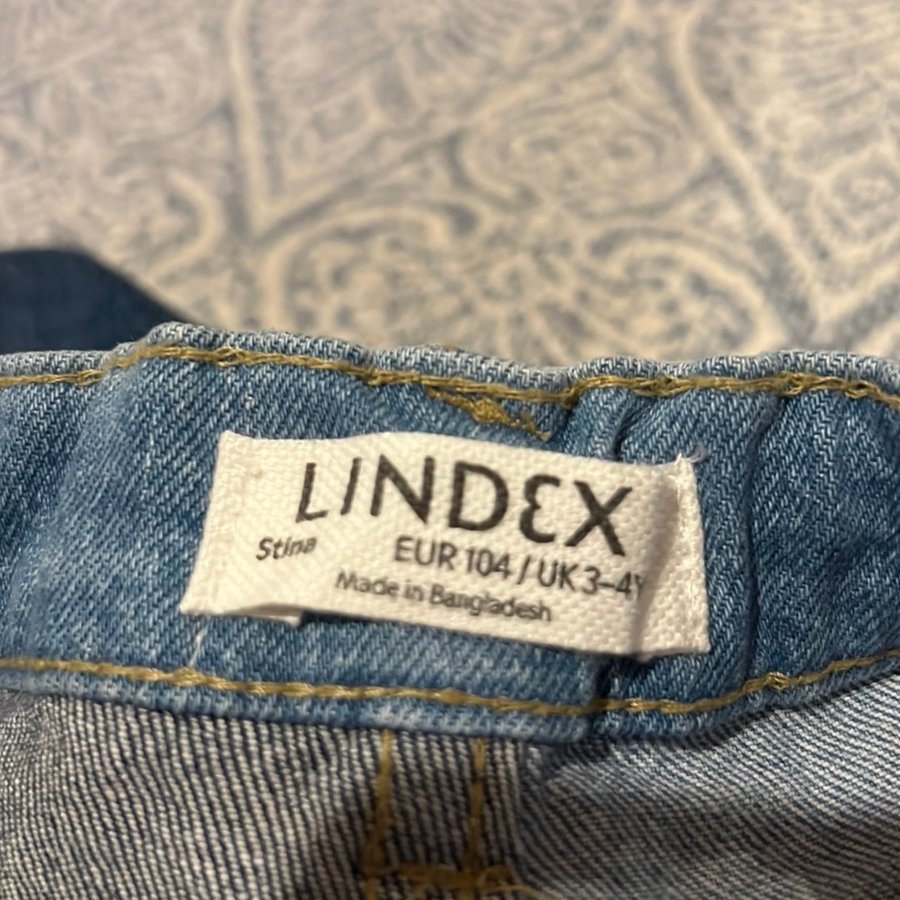 LINDEX
Stina
EUR 104 / UK 3-4Y
Made in Bangladesh